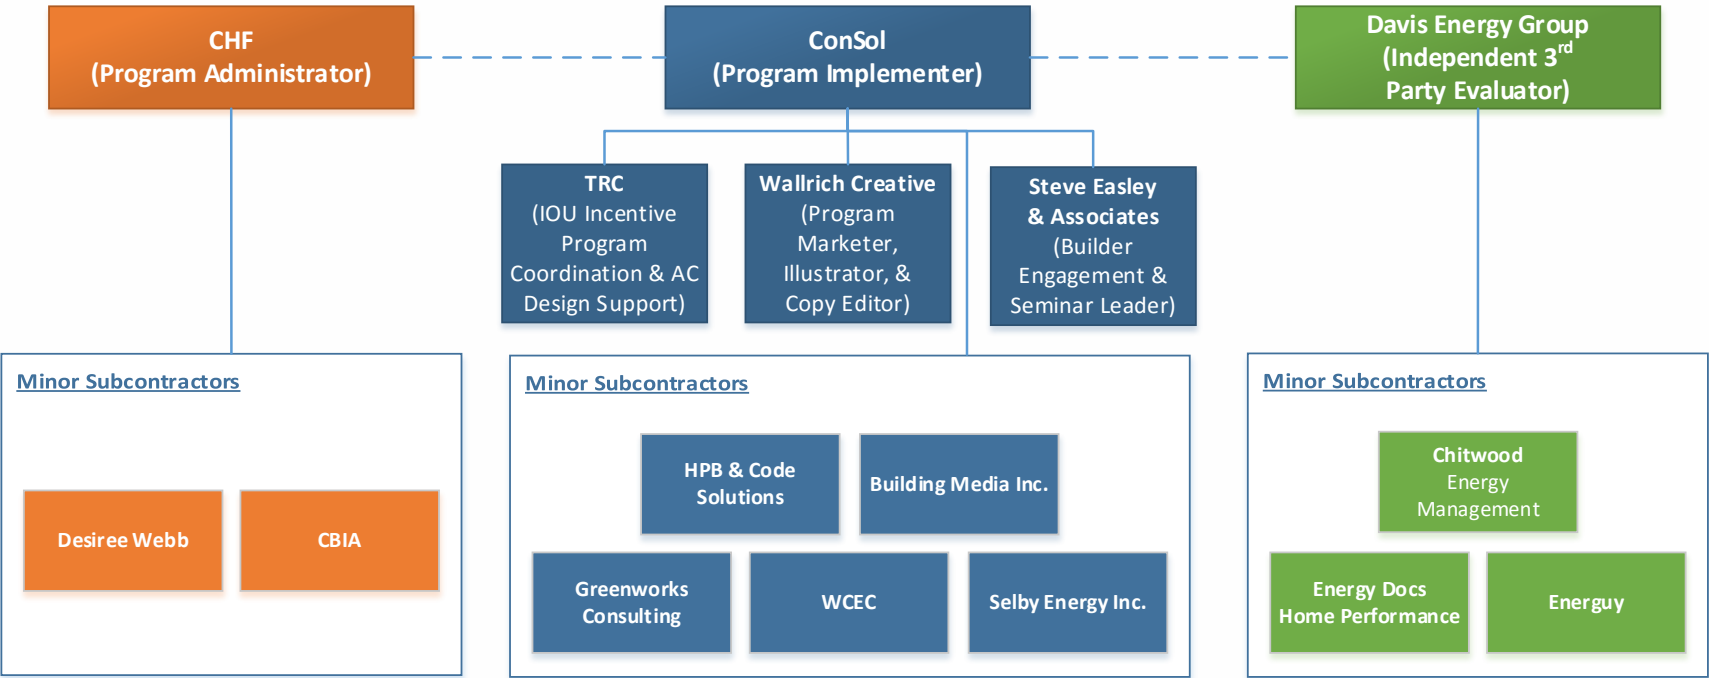 CHF
(Program Administrator)
ConSol
(Program Implementer)
Davis Energy Group
(Independent 3rd
Party Evaluator)
TRC
(IOU Incentive
Program
Coordination & AC
Design Support)
Wallrich Creative
(Program
Marketer,
Illustrator, &
Copy Editor)
Steve Easley
& Associates
(Builder
Engagement &
Seminar Leader)
Minor Subcontractors
Desiree Webb
CBIA
Minor Subcontractors
HPB & Code
Solutions
Building Media Inc.
Greenworks
Consulting
WCEC
Selby Energy Inc.
Minor Subcontractors
Chitwood
Energy
Management
Energy Docs
Home Performance
Energuy